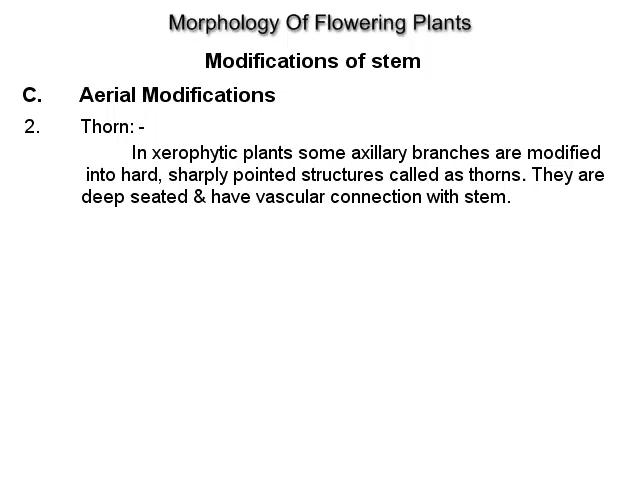 Morphology Of Flowering Plants
Modifications of stem
C. Aerial Modifications
2. Thorn: -
In xerophytic plants some axillary branches are modified
into hard, sharply pointed structures called as thorns. They are
deep seated & have vascular connection with stem.